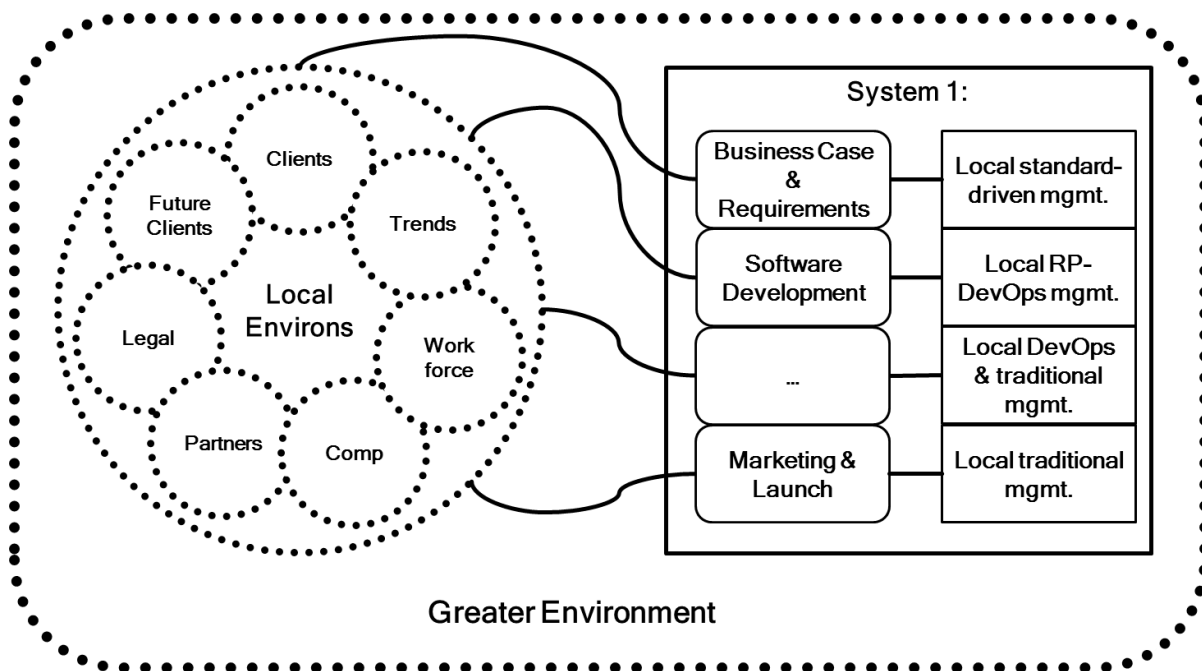 Clients
Future
Clients
Trends
Local
Environs
Legal
Work
force
Partners
Comp
System 1:
Business Case
&
Requirements
Local standard-
driven mgmt.
Software
Development
Local RP-
DevOps mgmt.
...
Local DevOps
& traditional
mgmt.
Marketing &
Launch
Local traditional
mgmt.
Greater Environment